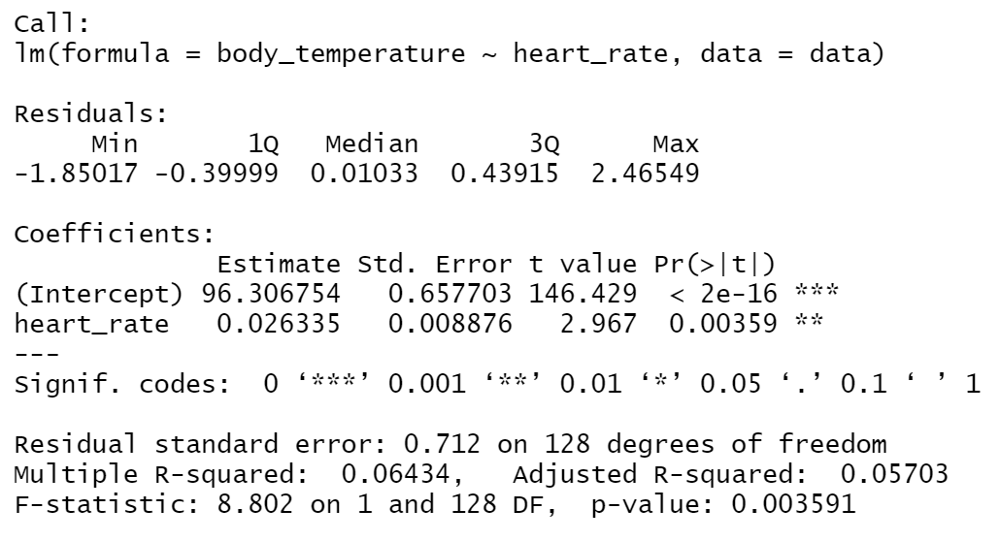 Call:
lm(formula = body_temperature ~ heart_rate, data = data)
Residuals:
Min 1Q Median 3Q Max
-1.85017 -0.39999 0.01033 0.43915 2.46549
Coefficients:
Estimate Std. Error t value Pr(>|t|)
(Intercept) 96.306754 0.657703 146.429 < 2e-16 ***
heart_rate 0.026335 0.008876 2.967 0.00359 **
---
Signif. codes: 0 ‘***’ 0.001 ‘**’ 0.01 ‘*’ 0.05 ‘.’ 0.1 ‘ ’ 1
Residual standard error: 0.712 on 128 degrees of freedom
Multiple R-squared: 0.06434, Adjusted R-squared: 0.05703
F-statistic: 8.802 on 1 and 128 DF, p-value: 0.003591